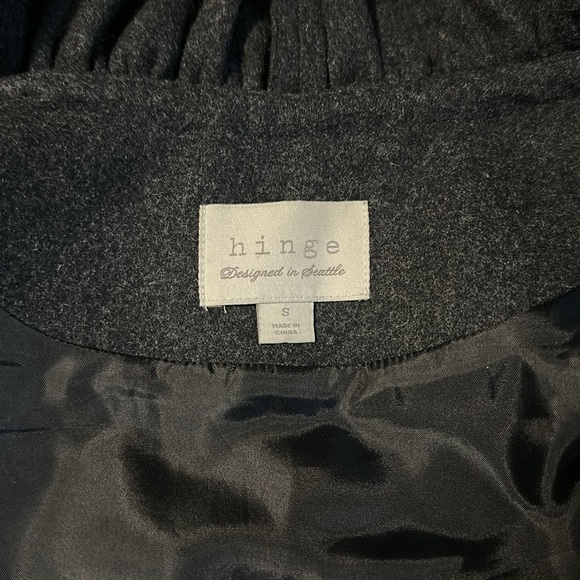 hinge
Designed in Seattle
S
MADE IN
CHINA